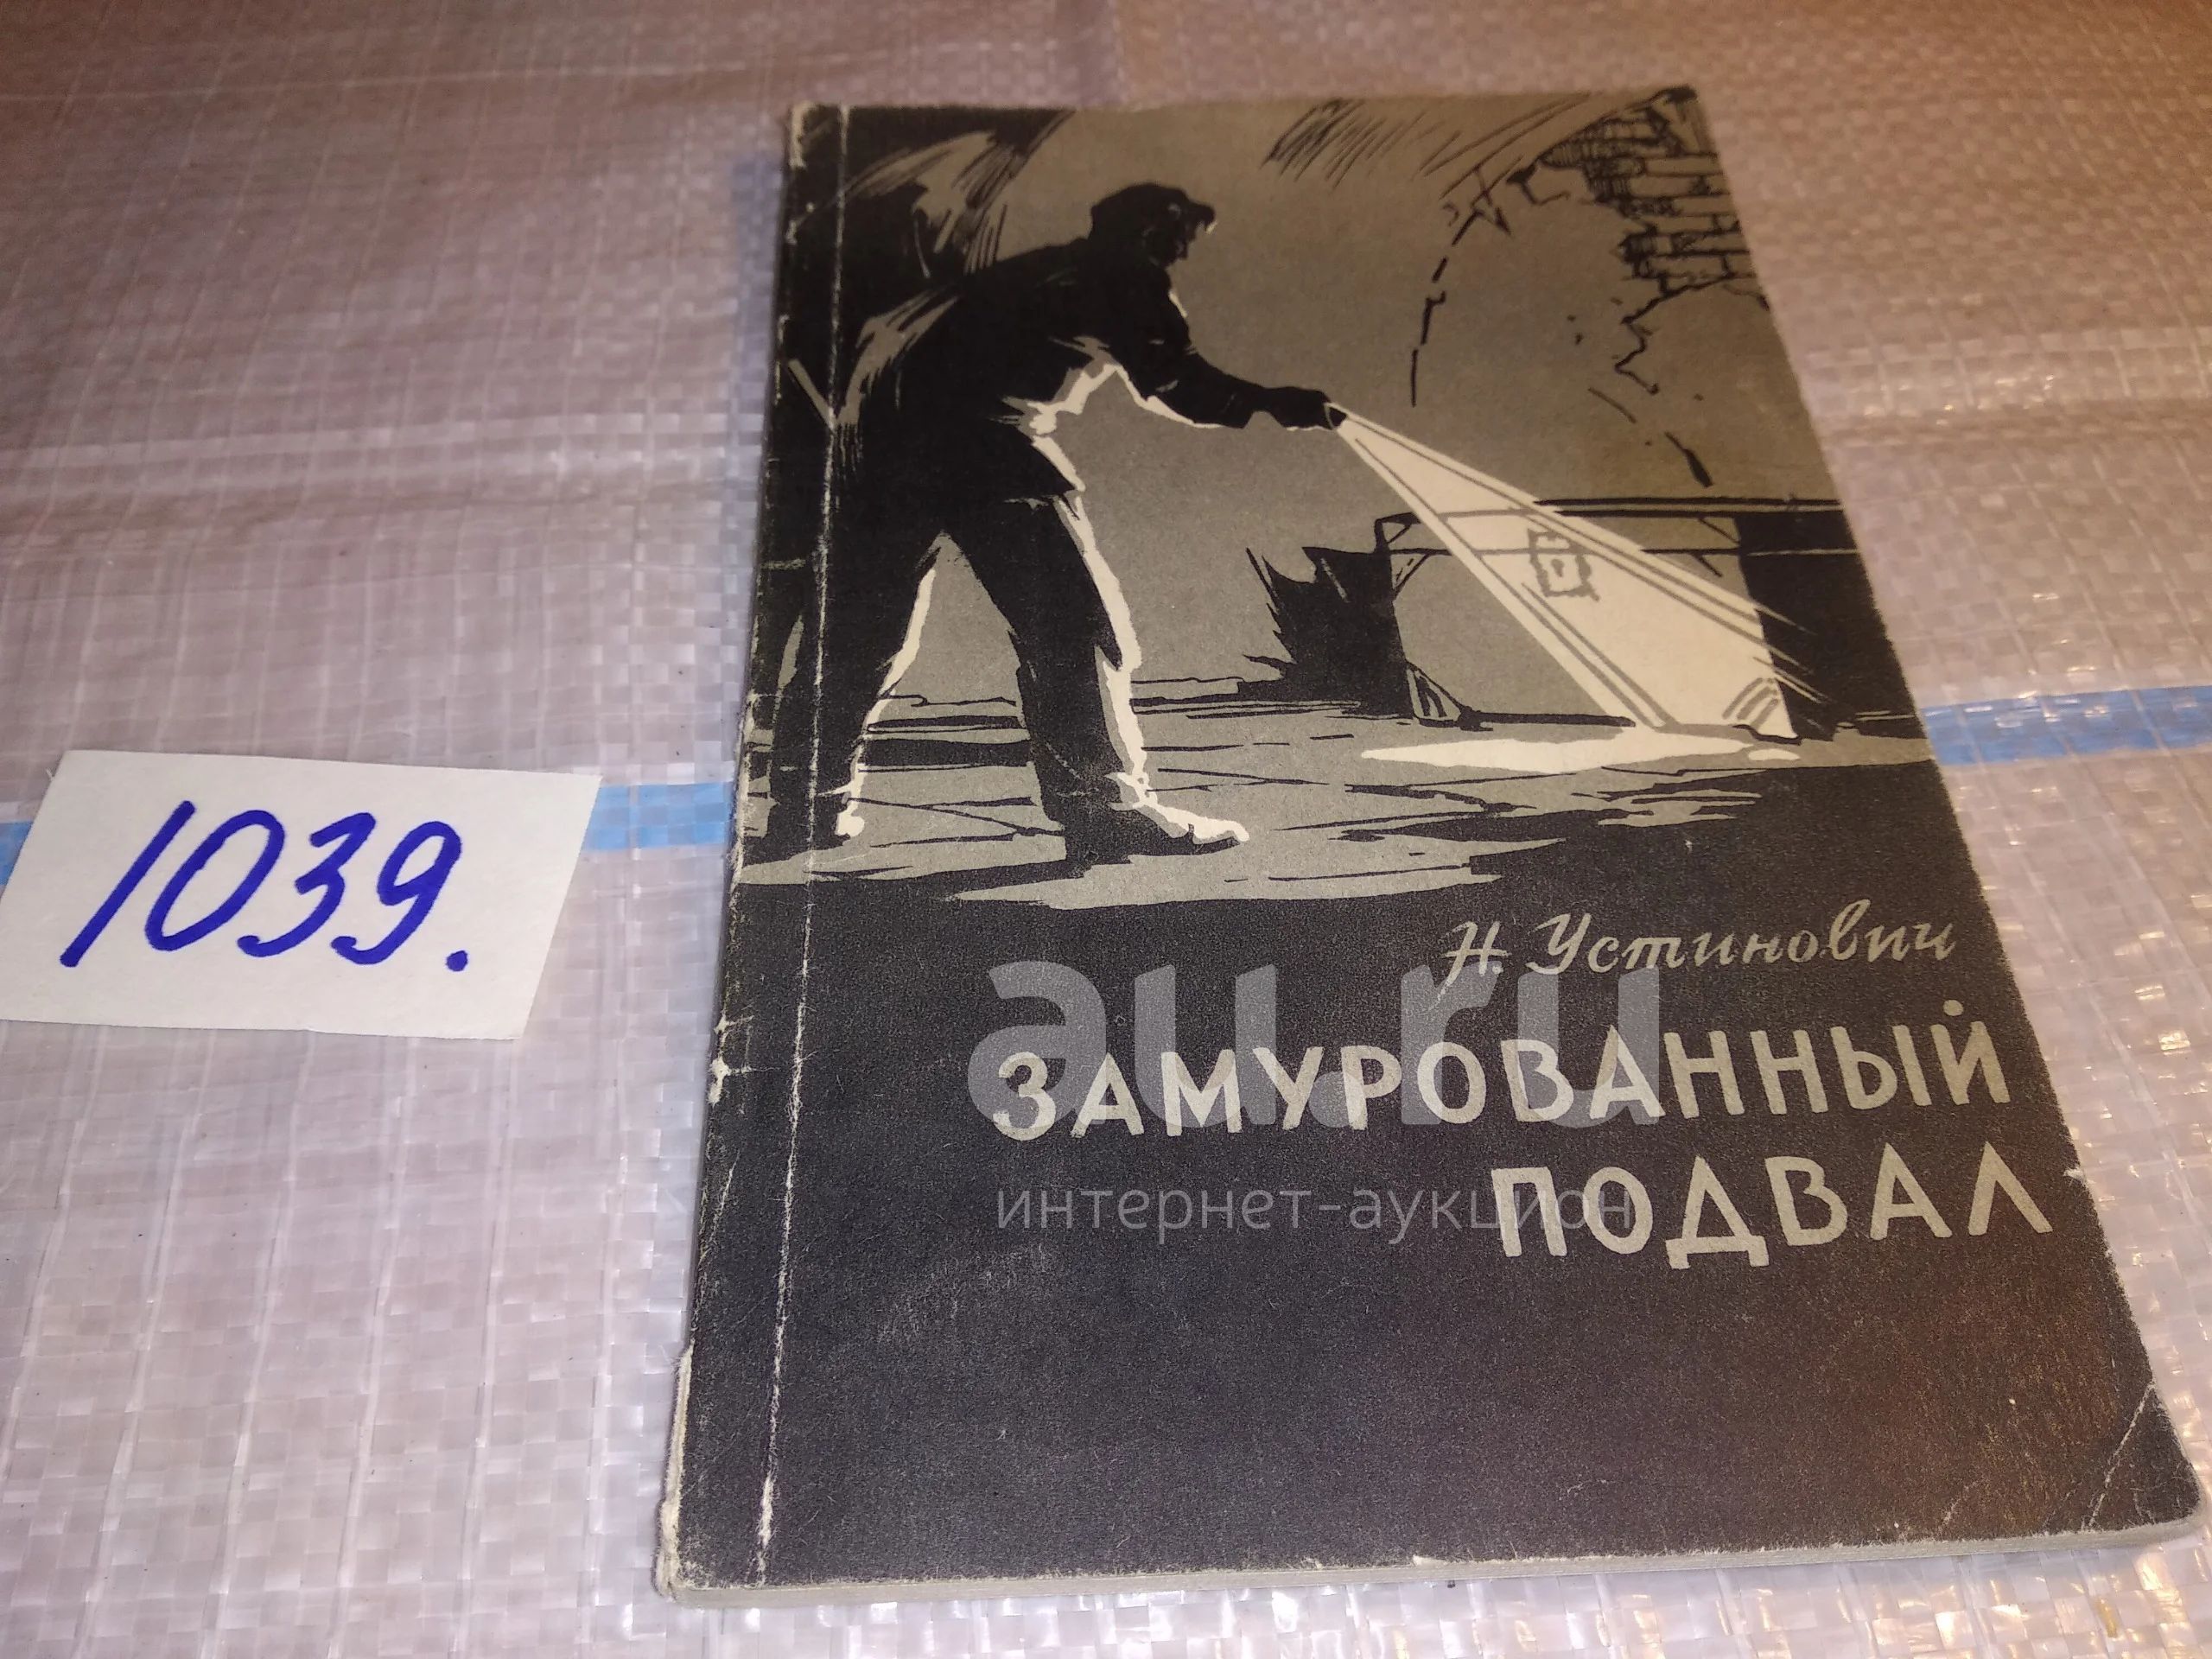 1039.
Н. Устинович
au.ru
ЗАМУРОВАННЫЙ
интернет-аукцион
ПОДВАЛ